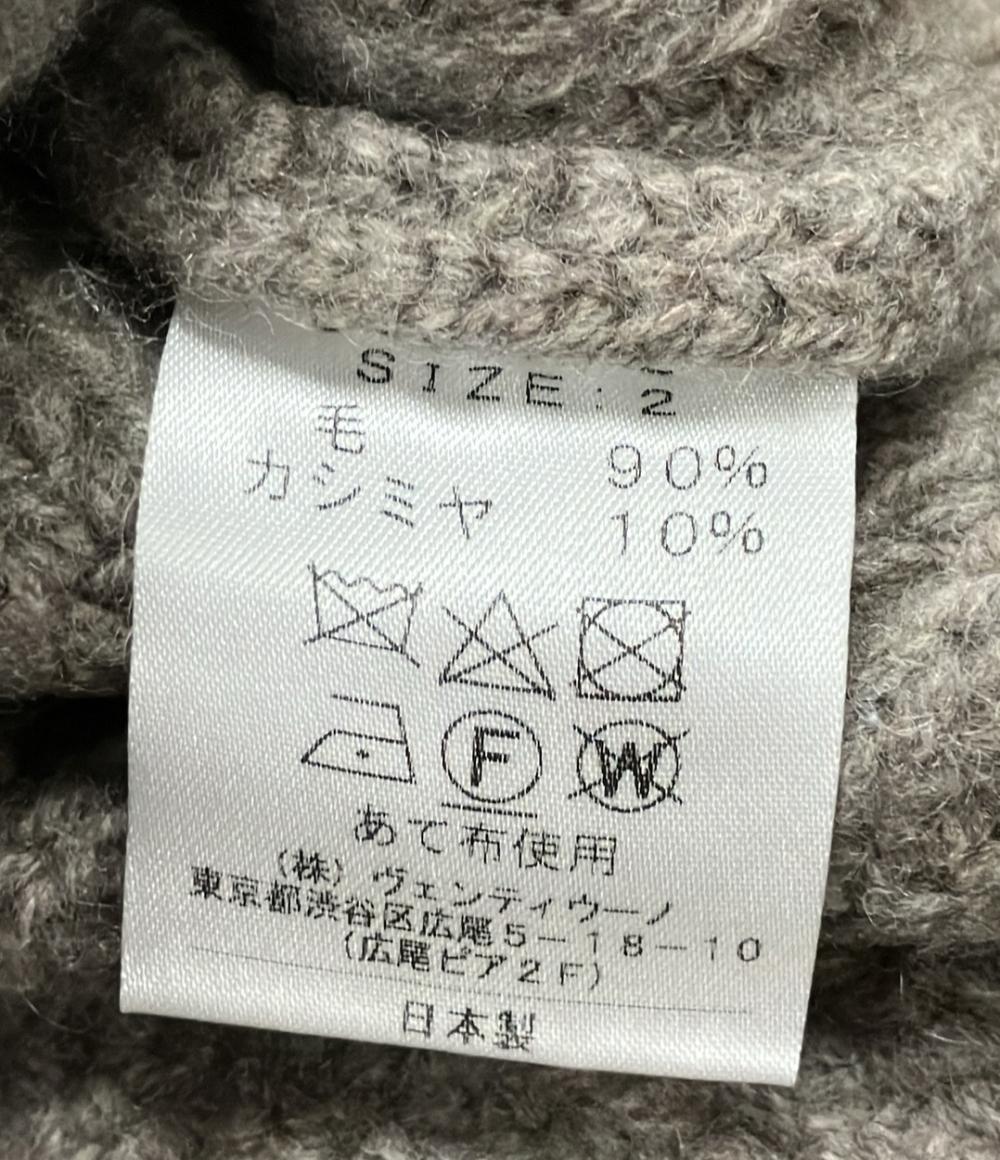 SIZE:2
毛 90%
カシミヤ 10%
F W
あて布使用
(株) ヴェンティウーノ
東京都渋谷区広尾5-18-10
(広尾ピア2F)
日本製